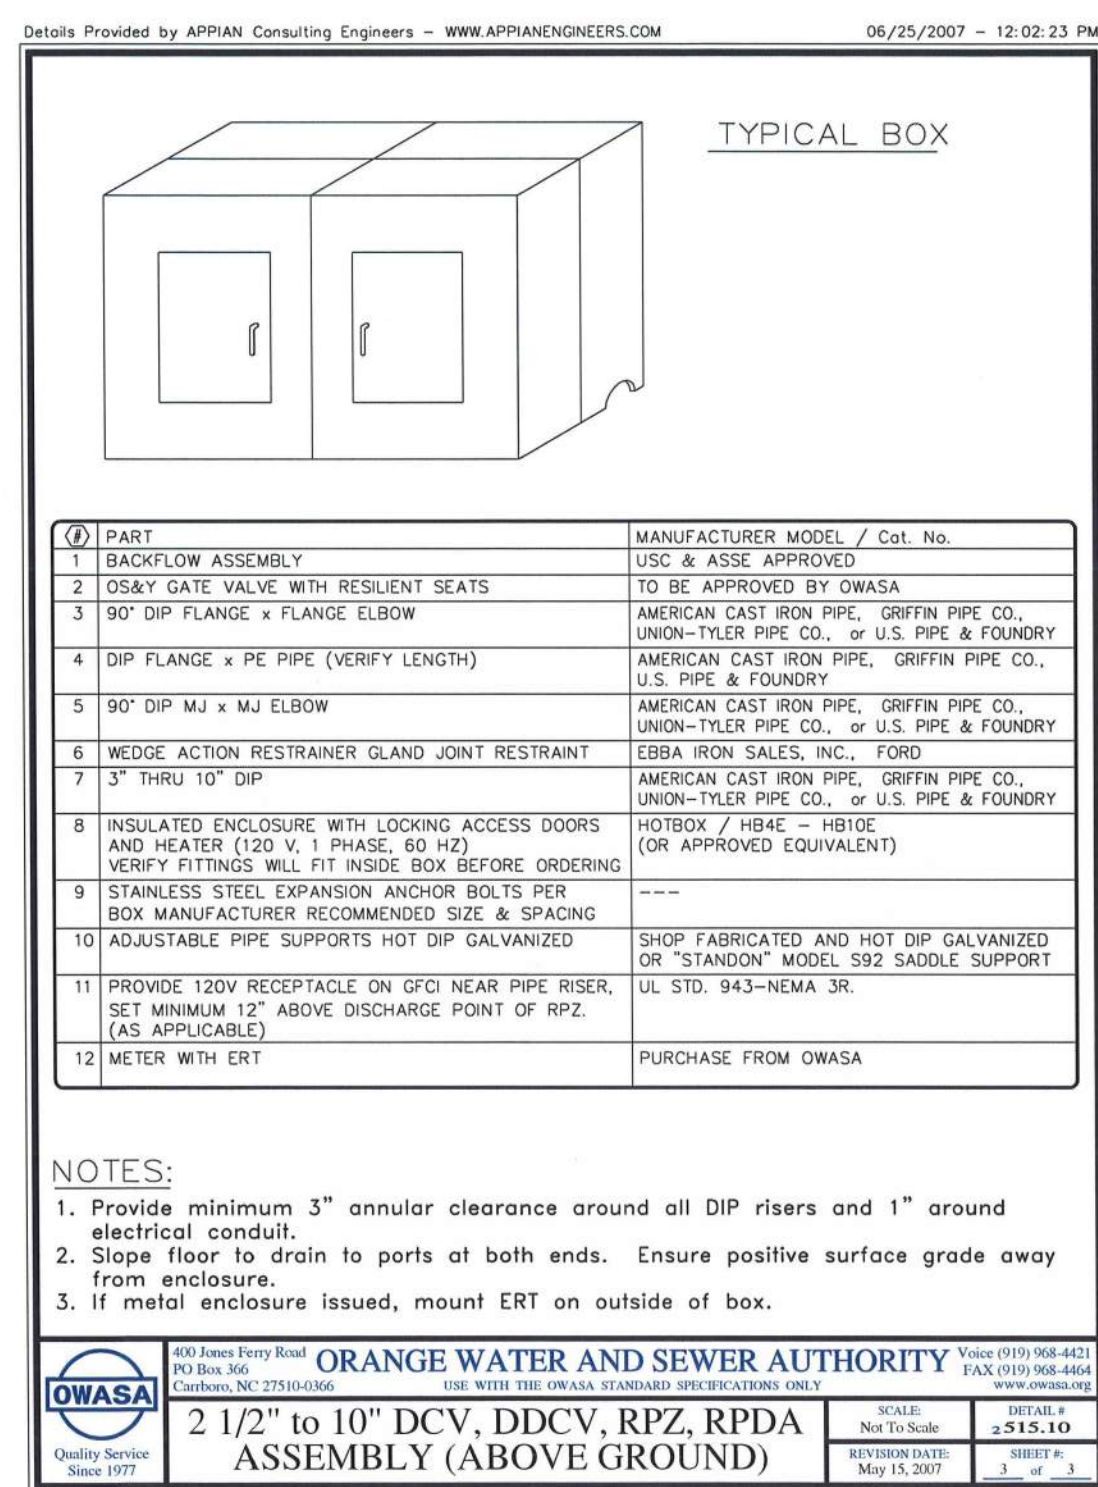 Details Provided by APPIAN Consulting Engineers – WWW.APPIANENGINEERS.COM
06/25/2007 – 12:02:23 PM
TYPICAL BOX
# PART MANUFACTURER MODEL / Cat. No.
1 BACKFLOW ASSEMBLY USC & ASSE APPROVED
2 OS&Y GATE VALVE WITH RESILIENT SEATS TO BE APPROVED BY OWASA
3 90° DIP FLANGE x FLANGE ELBOW AMERICAN CAST IRON PIPE, GRIFFIN PIPE CO.,
UNION–TYLER PIPE CO., or U.S. PIPE & FOUNDRY
4 DIP FLANGE x PE PIPE (VERIFY LENGTH) AMERICAN CAST IRON PIPE, GRIFFIN PIPE CO.,
U.S. PIPE & FOUNDRY
5 90° DIP MJ x MJ ELBOW AMERICAN CAST IRON PIPE, GRIFFIN PIPE CO.,
UNION–TYLER PIPE CO., or U.S. PIPE & FOUNDRY
6 WEDGE ACTION RESTRAINER GLAND JOINT RESTRAINT EBBA IRON SALES, INC., FORD
7 3" THRU 10" DIP AMERICAN CAST IRON PIPE, GRIFFIN PIPE CO.,
UNION–TYLER PIPE CO., or U.S. PIPE & FOUNDRY
8 INSULATED ENCLOSURE WITH LOCKING ACCESS DOORS HOTBOX / HB4E – HB10E
AND HEATER (120 V, 1 PHASE, 60 HZ) (OR APPROVED EQUIVALENT)
VERIFY FITTINGS WILL FIT INSIDE BOX BEFORE ORDERING
9 STAINLESS STEEL EXPANSION ANCHOR BOLTS PER –––
BOX MANUFACTURER RECOMMENDED SIZE & SPACING
10 ADJUSTABLE PIPE SUPPORTS HOT DIP GALVANIZED SHOP FABRICATED AND HOT DIP GALVANIZED
OR "STANDON" MODEL S92 SADDLE SUPPORT
11 PROVIDE 120V RECEPTACLE ON GFCI NEAR PIPE RISER, UL STD. 943–NEMA 3R.
SET MINIMUM 12" ABOVE DISCHARGE POINT OF RPZ.
(AS APPLICABLE)
12 METER WITH ERT PURCHASE FROM OWASA
NOTES:
1. Provide minimum 3" annular clearance around all DIP risers and 1" around
electrical conduit.
2. Slope floor to drain to ports at both ends. Ensure positive surface grade away
from enclosure.
3. If metal enclosure issued, mount ERT on outside of box.
OWASA
Quality Service
Since 1977
400 Jones Ferry Road
PO Box 366
Carrboro, NC 27510-0366
ORANGE WATER AND SEWER AUTHORITY
USE WITH THE OWASA STANDARD SPECIFICATIONS ONLY
Voice (919) 968-4421
FAX (919) 968-4464
www.owasa.org
2 1/2" to 10" DCV, DDCV, RPZ, RPDA
ASSEMBLY (ABOVE GROUND)
SCALE:
Not To Scale
DETAIL #
2 515.10
REVISION DATE:
May 15, 2007
SHEET #:
3 of 3